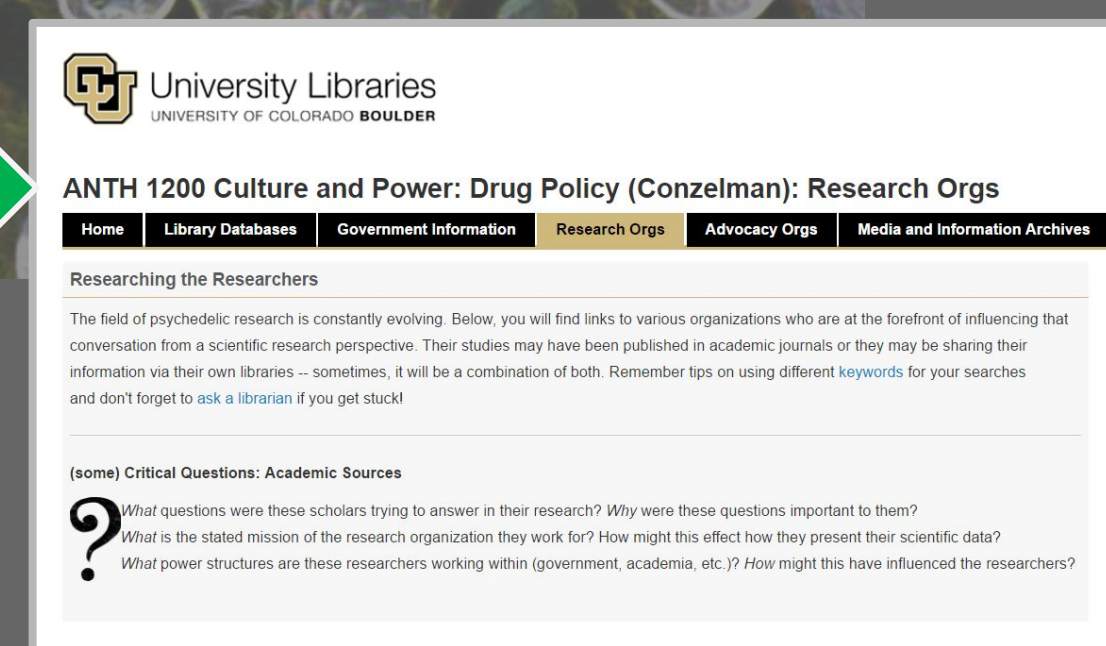 CU University Libraries
UNIVERSITY OF COLORADO BOULDER
ANTH 1200 Culture and Power: Drug Policy (Conzelman): Research Orgs
Home Library Databases Government Information Research Orgs Advocacy Orgs Media and Information Archives
Researching the Researchers
The field of psychedelic research is constantly evolving. Below, you will find links to various organizations who are at the forefront of influencing that
conversation from a scientific research perspective. Their studies may have been published in academic journals or they may be sharing their
information via their own libraries -- sometimes, it will be a combination of both. Remember tips on using different keywords for your searches
and don't forget to ask a librarian if you get stuck!
(some) Critical Questions: Academic Sources
? What questions were these scholars trying to answer in their research? Why were these questions important to them?
What is the stated mission of the research organization they work for? How might this effect how they present their scientific data?
What power structures are these researchers working within (government, academia, etc.)? How might this have influenced the researchers?